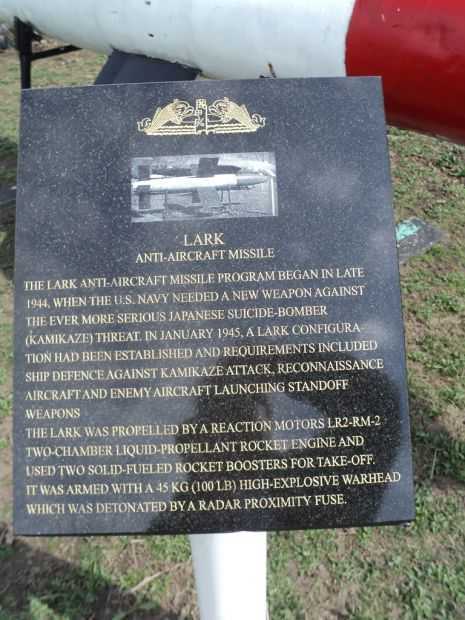 LARK
ANTI-AIRCRAFT MISSILE
THE LARK ANTI-AIRCRAFT MISSILE PROGRAM BEGAN IN LATE
1944, WHEN THE U.S. NAVY NEEDED A NEW WEAPON AGAINST
THE EVER MORE SERIOUS JAPANESE SUICIDE-BOMBER
(KAMIKAZE) THREAT. IN JANUARY 1945, A LARK CONFIGURA-
TION HAD BEEN ESTABLISHED AND REQUIREMENTS INCLUDED
SHIP DEFENCE AGAINST KAMIKAZE ATTACK, RECONNAISSANCE
AIRCRAFT AND ENEMY AIRCRAFT LAUNCHING STANDOFF
WEAPONS
THE LARK WAS PROPELLED BY A REACTION MOTORS LR2-RM-2
TWO-CHAMBER LIQUID-PROPELLANT ROCKET ENGINE AND
USED TWO SOLID-FUELED ROCKET BOOSTERS FOR TAKE-OFF.
IT WAS ARMED WITH A 45 KG (100 LB) HIGH-EXPLOSIVE WARHEAD
WHICH WAS DETONATED BY A RADAR PROXIMITY FUSE.